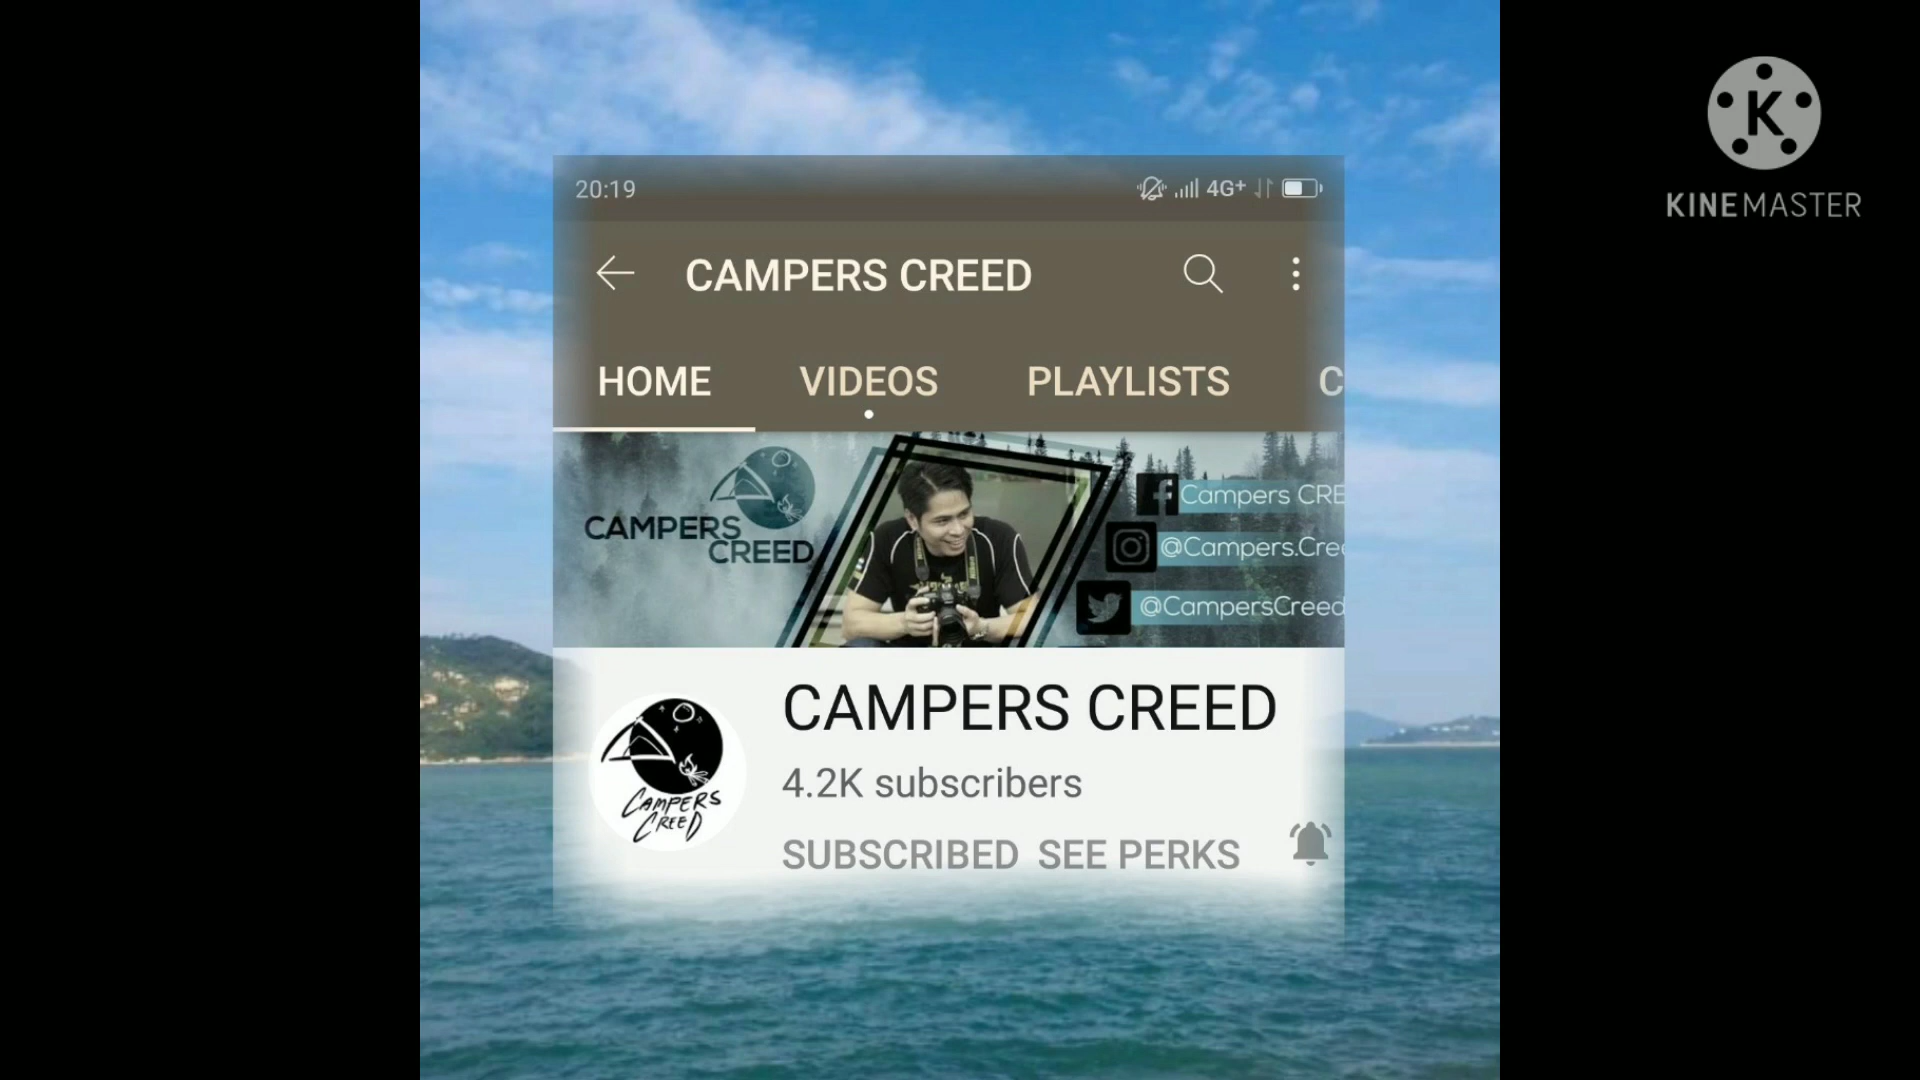 20:19
4G+
CAMPERS CREED
HOME VIDEOS PLAYLISTS C
CAMPERS
CREED
Campers CRE
@Campers.Cree
@CampersCreed
CAMPERS CREED
4.2K subscribers
SUBSCRIBED SEE PERKS
CAMPERS
CREED
K
KINEMASTER